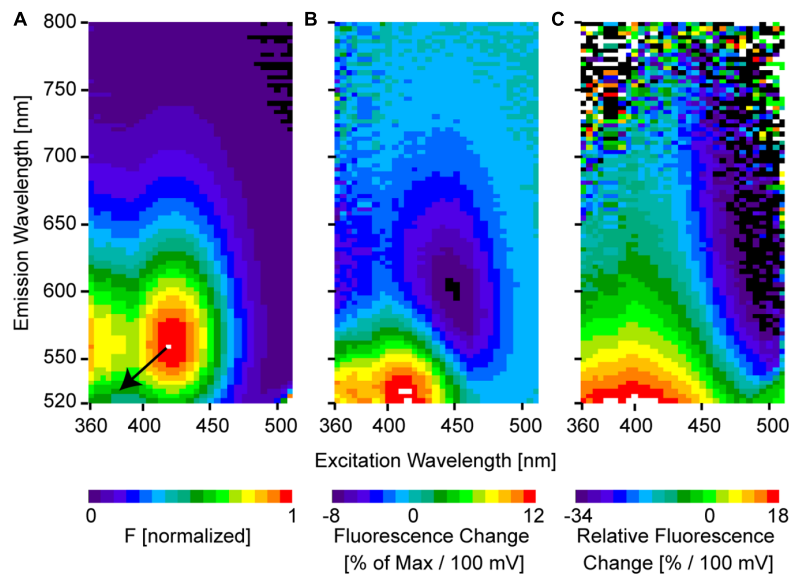 A
B
C
800
750
700
650
600
550
520
Emission Wavelength [nm]
360 400 450 500
360 400 450 500
360 400 450 500
Excitation Wavelength [nm]
0 1
F [normalized]
-8 0 12
Fluorescence Change
[% of Max / 100 mV]
-34 0 18
Relative Fluorescence
Change [% / 100 mV]